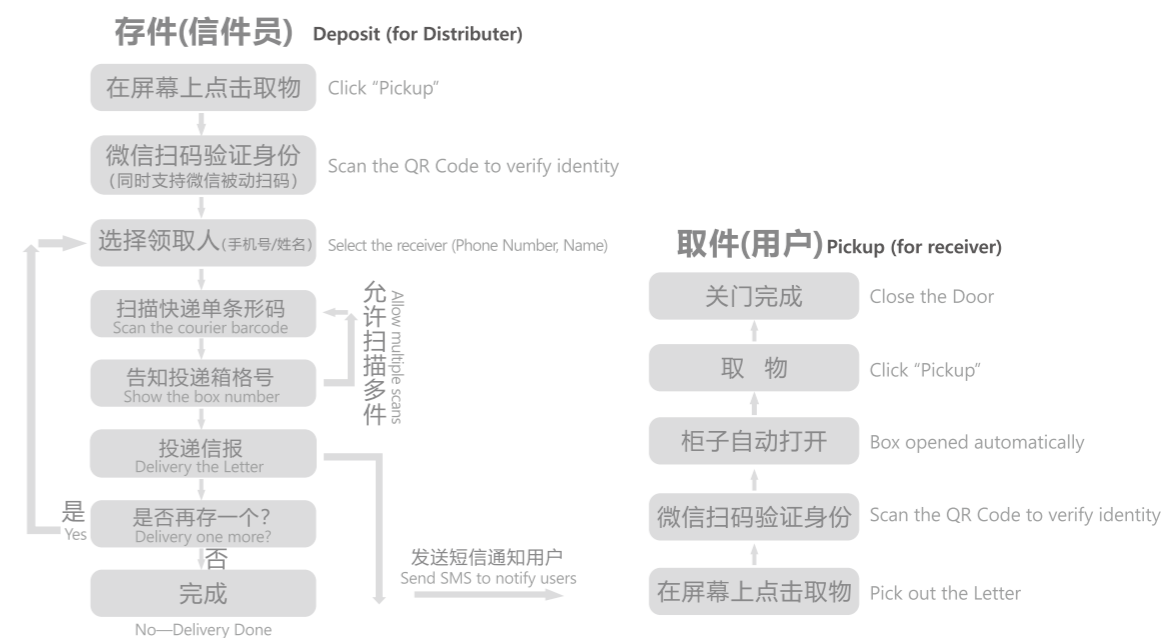 存件(信件员) Deposit (for Distributer)
在屏幕上点击取物 Click “Pickup”
微信扫码验证身份
(同时支持微信被动扫码)
Scan the QR Code to verify identity
选择领取人(手机号/姓名) Select the receiver (Phone Number, Name)
扫描快递单条形码
Scan the courier barcode
告知投递箱格号
Show the box number
允许扫描多件
Allow multiple scans
投递信报
Delivery the Letter
是否再存一个?
Delivery one more?
是
Yes
否
完成
No—Delivery Done
发送短信通知用户
Send SMS to notify users
取件(用户) Pickup (for receiver)
关门完成 Close the Door
取 物 Click “Pickup”
柜子自动打开 Box opened automatically
微信扫码验证身份 Scan the QR Code to verify identity
在屏幕上点击取物 Pick out the Letter